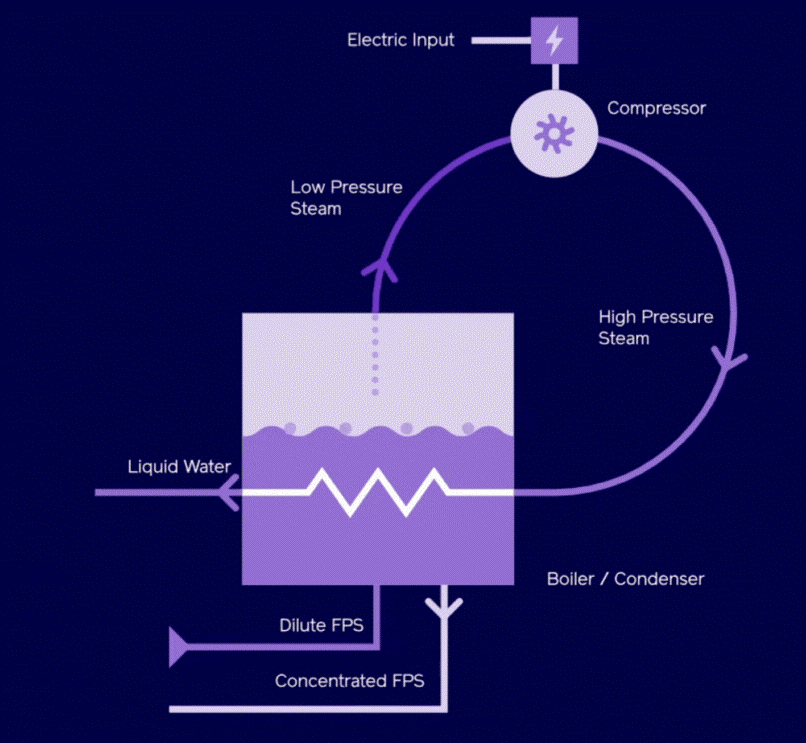 Electric Input
Compressor
Low Pressure
Steam
High Pressure
Steam
Liquid Water
Boiler / Condenser
Dilute FPS
Concentrated FPS